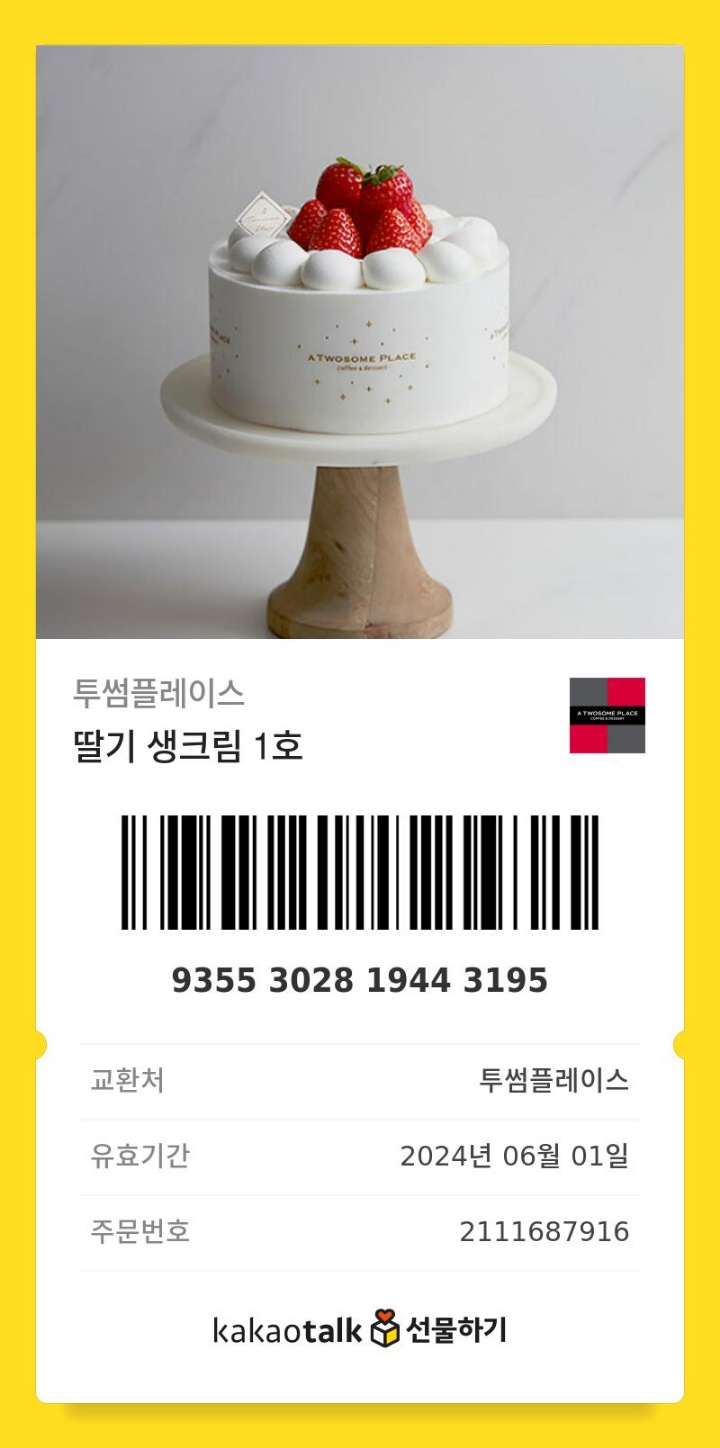 A TWOSOME PLACE
coffee & dessert
투썸플레이스
A TWOSOME PLACE
COFFEE & DESSERT
딸기 생크림 1호
9355 3028 1944 3195
교환처 투썸플레이스
유효기간 2024년 06월 01일
주문번호 2111687916
kakaotalk 선물하기